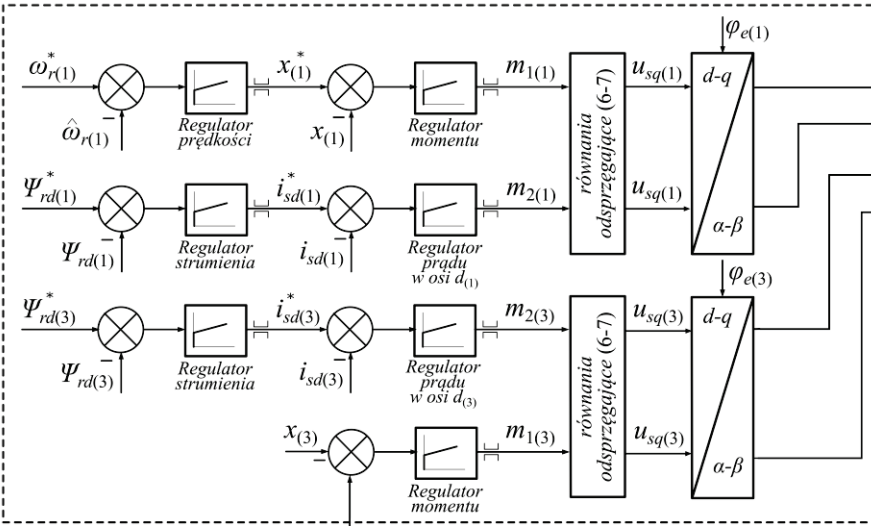 φe(1)
ω*r(1)
x*(1)
m1(1)
usq(1)
d-q
ω̂r(1)
Regulator
prędkości
x(1)
Regulator
momentu
równania
odsprzęgające (6-7)
Ψ*rd(1)
i*sd(1)
m2(1)
usq(1)
α-β
Ψrd(1)
Regulator
strumienia
isd(1)
Regulator
prądu
w osi d(1)
φe(3)
Ψ*rd(3)
i*sd(3)
m2(3)
usq(3)
d-q
Ψrd(3)
Regulator
strumienia
isd(3)
Regulator
prądu
w osi d(3)
równania
odsprzęgające (6-7)
x(3)
m1(3)
usq(3)
α-β
Regulator
momentu